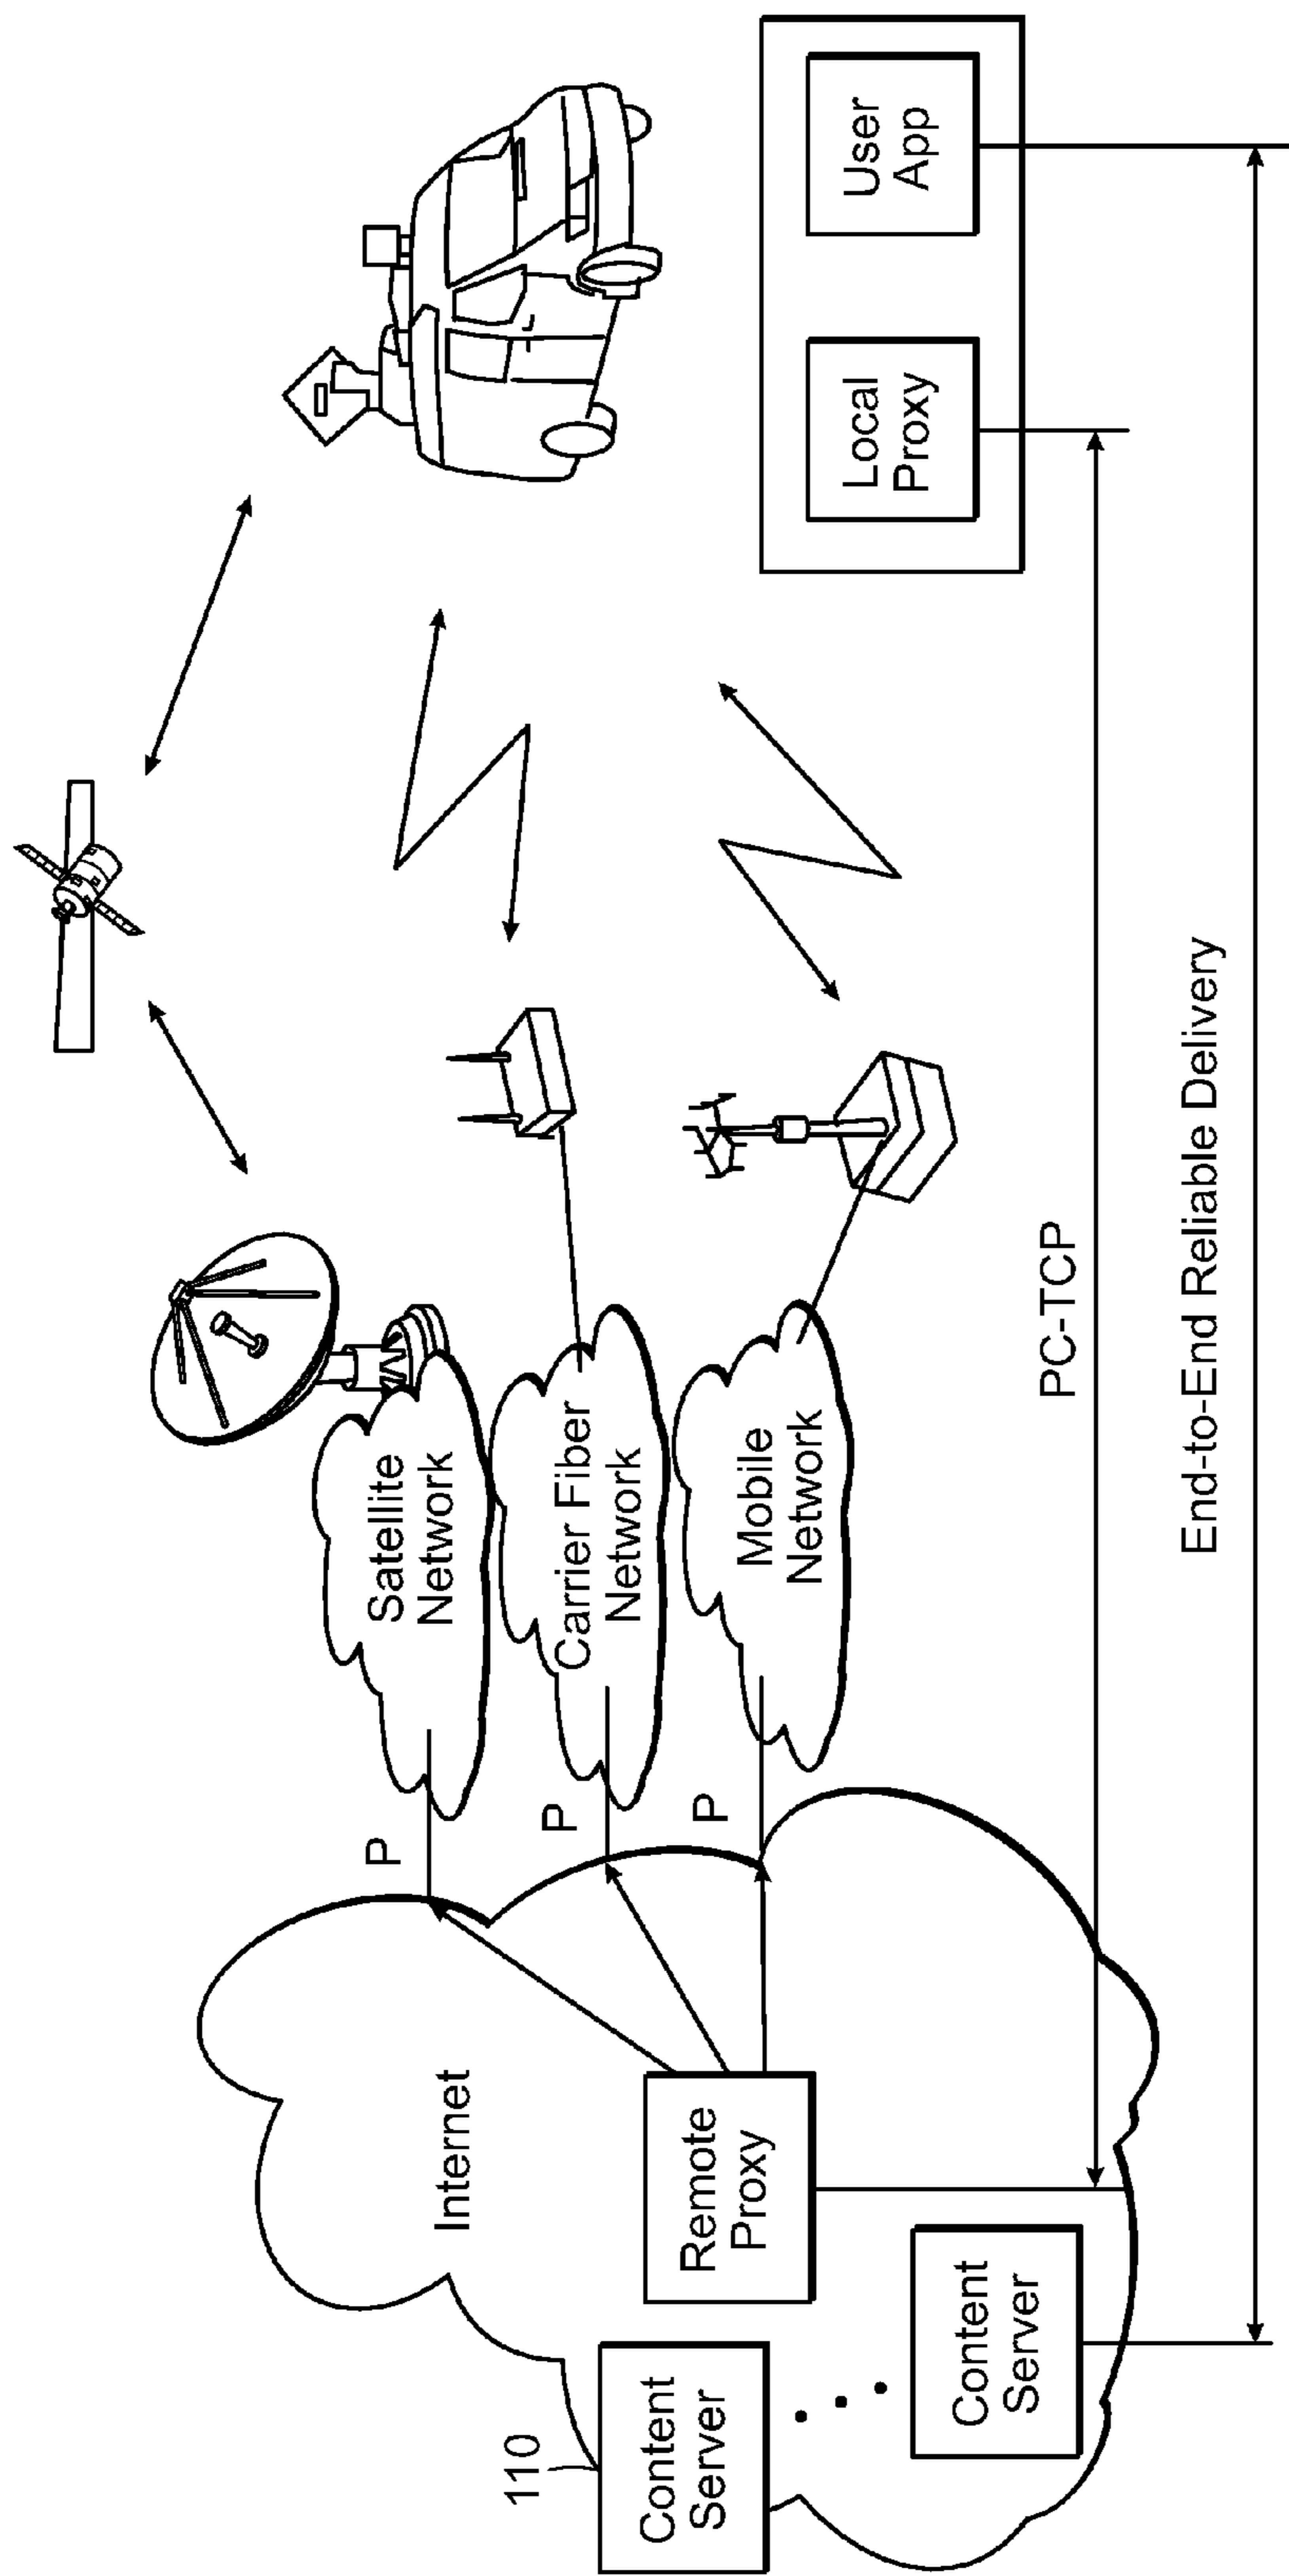 Satellite
Network
Carrier Fiber
Network
Mobile
Network
P
P
P
Internet
Remote
Proxy
110
Content
Server
Content
Server
Local
Proxy
User
App
PC-TCP
End-to-End Reliable Delivery